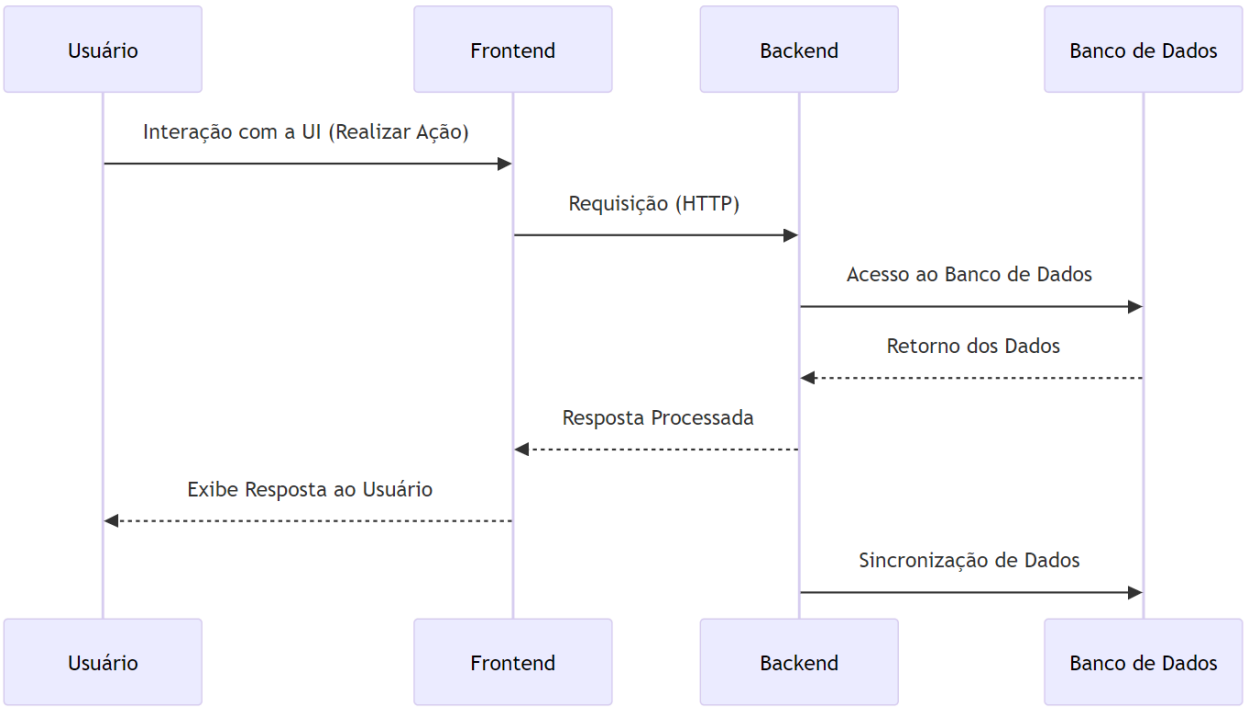 Usuário
Frontend
Backend
Banco de Dados
Interação com a UI (Realizar Ação)
Requisição (HTTP)
Acesso ao Banco de Dados
Retorno dos Dados
Resposta Processada
Exibe Resposta ao Usuário
Sincronização de Dados
Usuário
Frontend
Backend
Banco de Dados